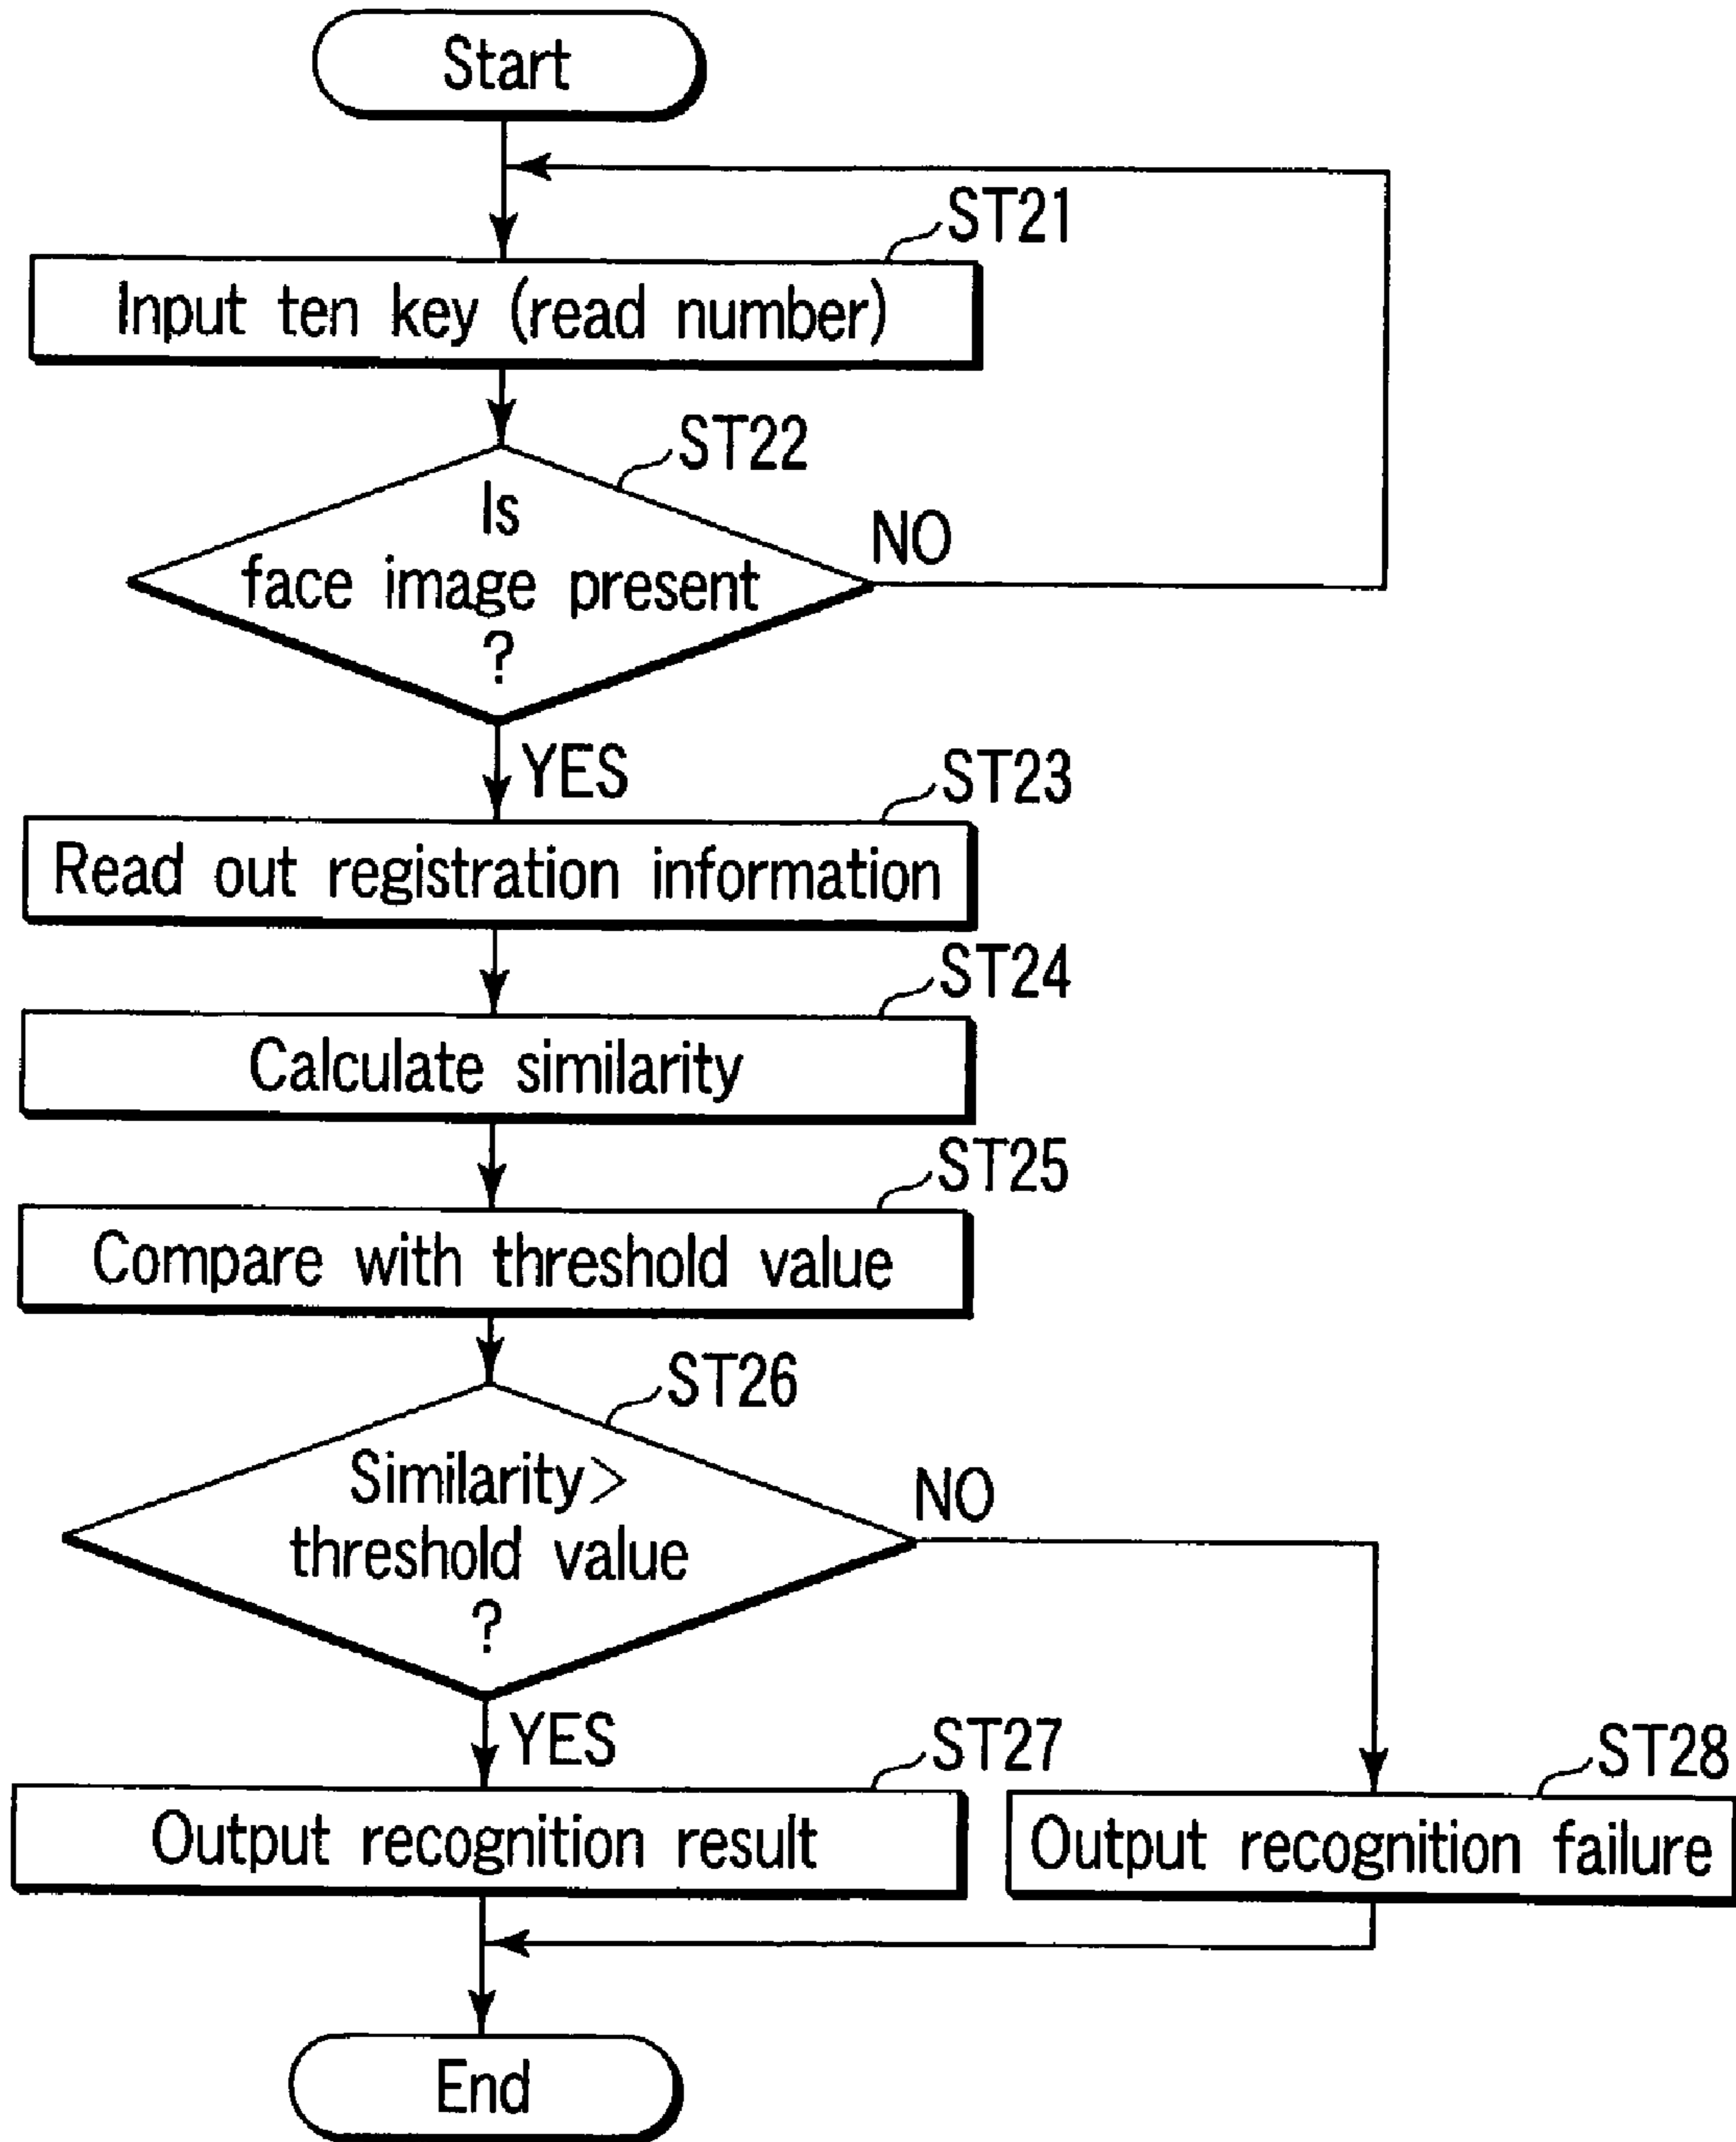 Start
ST21
Input ten key (read number)
ST22
Is
face image present
?
NO
YES
ST23
Read out registration information
ST24
Calculate similarity
ST25
Compare with threshold value
ST26
Similarity>
threshold value
?
NO
YES
ST27
Output recognition result
ST28
Output recognition failure
End